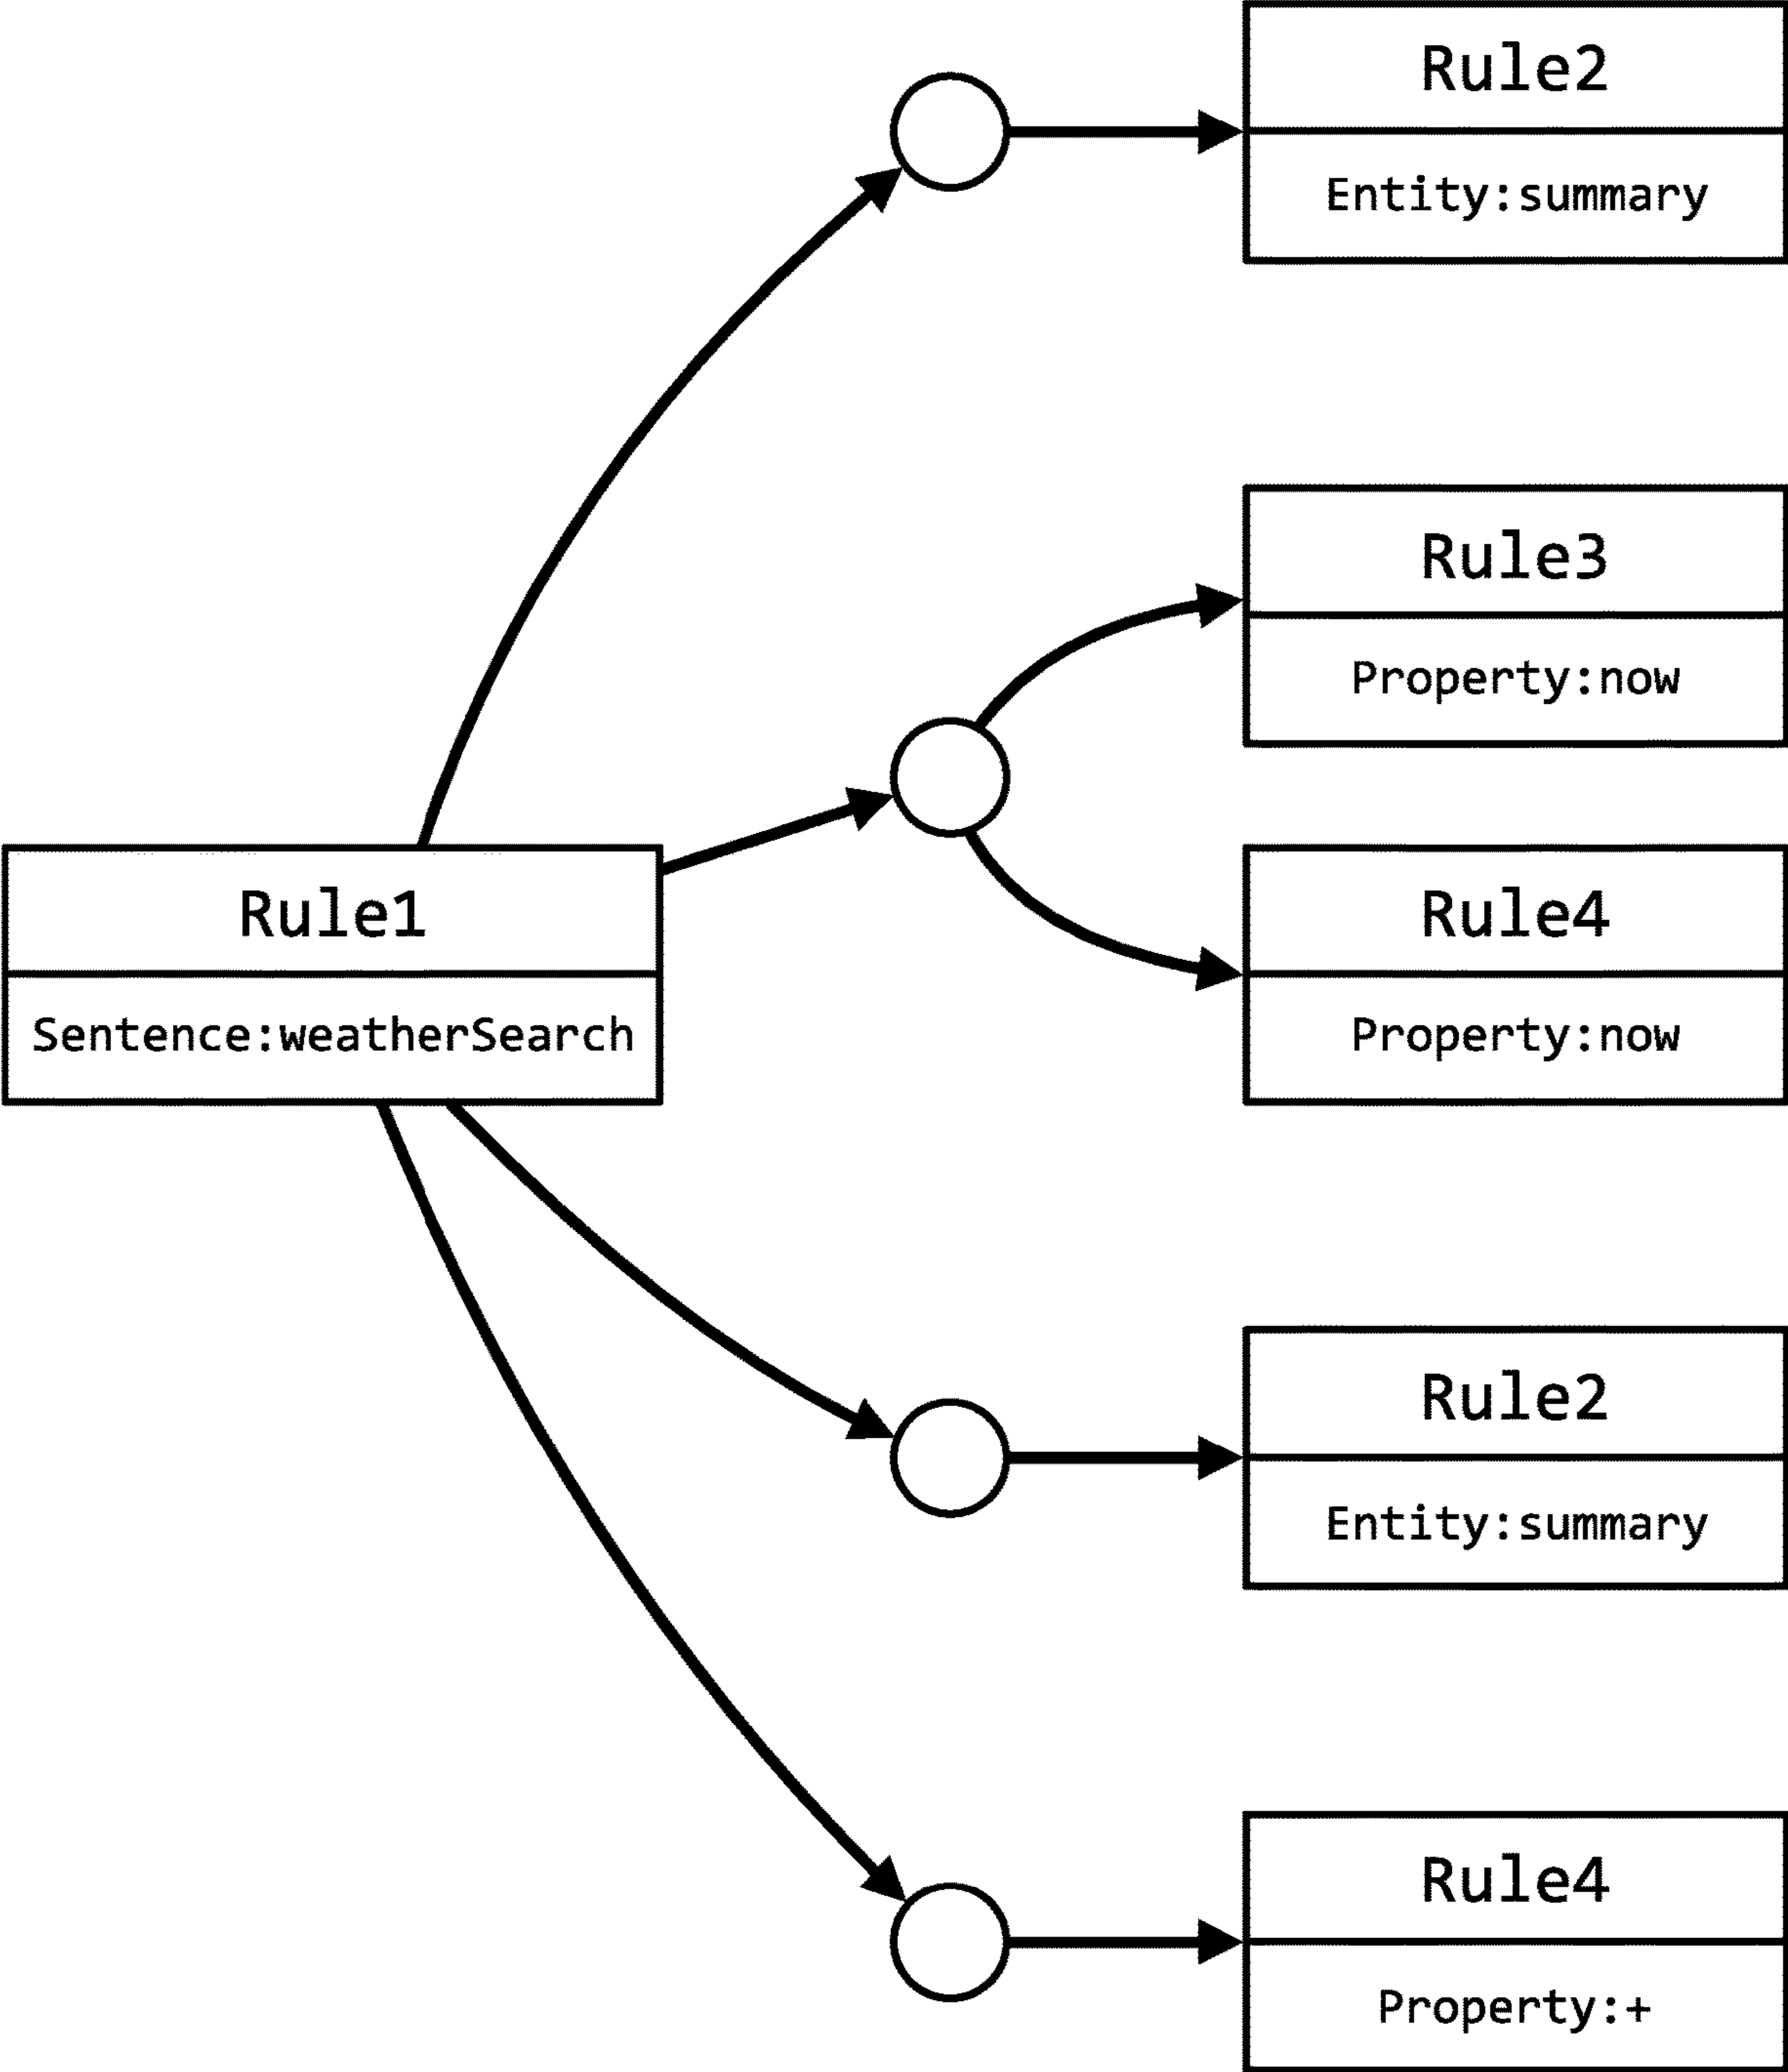 Rule2
Entity:summary
Rule3
Property:now
Rule1
Sentence:weatherSearch
Rule4
Property:now
Rule2
Entity:summary
Rule4
Property:+